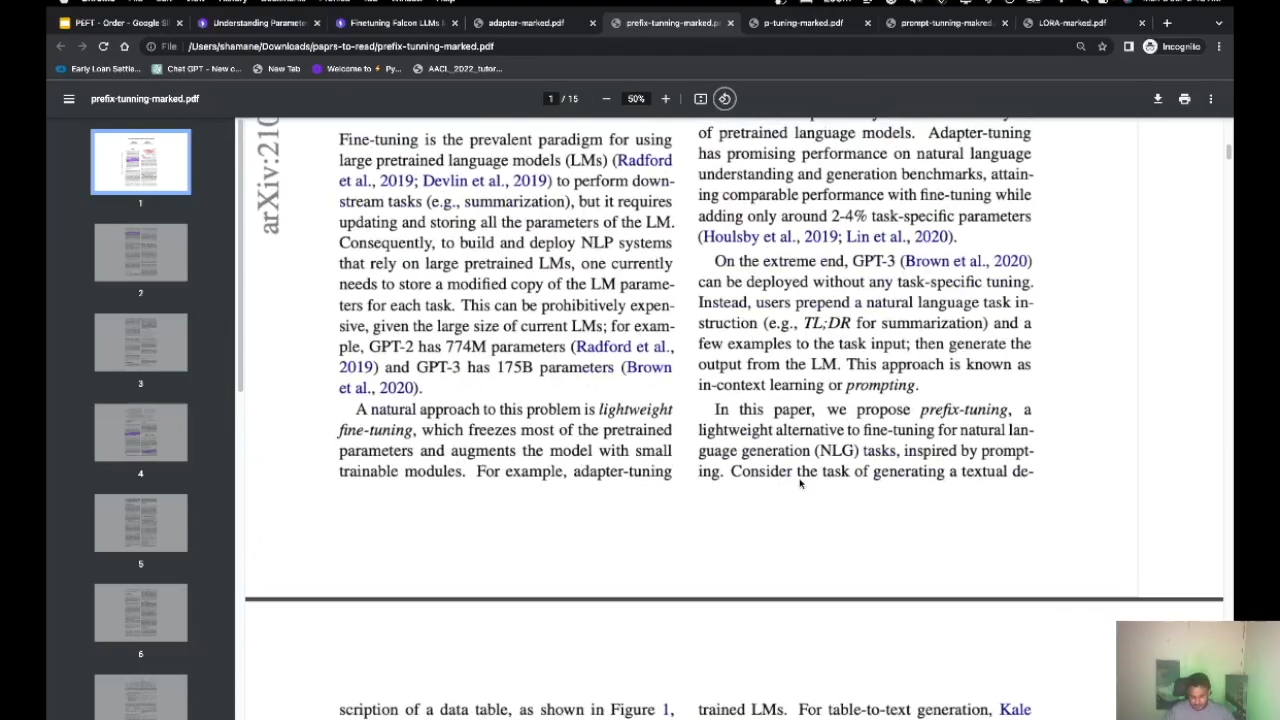 PEFT - Order - Google Sl
Understanding Paramete
Finetuning Falcon LLMs
adapter-marked.pdf
prefix-tunning-marked.p
p-tuning-marked.pdf
prompt-tunning-makred.
LORA-marked.pdf
File /Users/shamane/Downloads/paprs-to-read/prefix-tunning-marked.pdf
Incognito
Early Loan Settle...
Chat GPT - New c...
New Tab
Welcome to ⚡ Py...
AACL_2022_tutor...
prefix-tunning-marked.pdf
1 / 15
50%
1
2
3
4
5
6
arXiv:210
Fine-tuning is the prevalent paradigm for using
large pretrained language models (LMs) (Radford
et al., 2019; Devlin et al., 2019) to perform down-
stream tasks (e.g., summarization), but it requires
updating and storing all the parameters of the LM.
Consequently, to build and deploy NLP systems
that rely on large pretrained LMs, one currently
needs to store a modified copy of the LM parame-
ters for each task. This can be prohibitively expen-
sive, given the large size of current LMs; for exam-
ple, GPT-2 has 774M parameters (Radford et al.,
2019) and GPT-3 has 175B parameters (Brown
et al., 2020).
A natural approach to this problem is lightweight
fine-tuning, which freezes most of the pretrained
parameters and augments the model with small
trainable modules. For example, adapter-tuning
of pretrained language models. Adapter-tuning
has promising performance on natural language
understanding and generation benchmarks, attain-
ing comparable performance with fine-tuning while
adding only around 2-4% task-specific parameters
(Houlsby et al., 2019; Lin et al., 2020).
On the extreme end, GPT-3 (Brown et al., 2020)
can be deployed without any task-specific tuning.
Instead, users prepend a natural language task in-
struction (e.g., TL;DR for summarization) and a
few examples to the task input; then generate the
output from the LM. This approach is known as
in-context learning or prompting.
In this paper, we propose prefix-tuning, a
lightweight alternative to fine-tuning for natural lan-
guage generation (NLG) tasks, inspired by prompt-
ing. Consider the task of generating a textual de-
scription of a data table, as shown in Figure 1,
trained LMs. For table-to-text generation, Kale